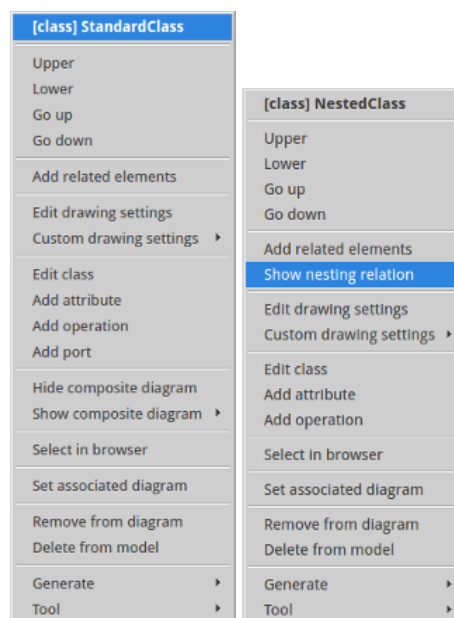 [class] StandardClass
Upper
Lower
Go up
Go down
Add related elements
Edit drawing settings
Custom drawing settings
Edit class
Add attribute
Add operation
Add port
Hide composite diagram
Show composite diagram
Select in browser
Set associated diagram
Remove from diagram
Delete from model
Generate
Tool
[class] NestedClass
Upper
Lower
Go up
Go down
Add related elements
Show nesting relation
Edit drawing settings
Custom drawing settings
Edit class
Add attribute
Add operation
Select in browser
Set associated diagram
Remove from diagram
Delete from model
Generate
Tool